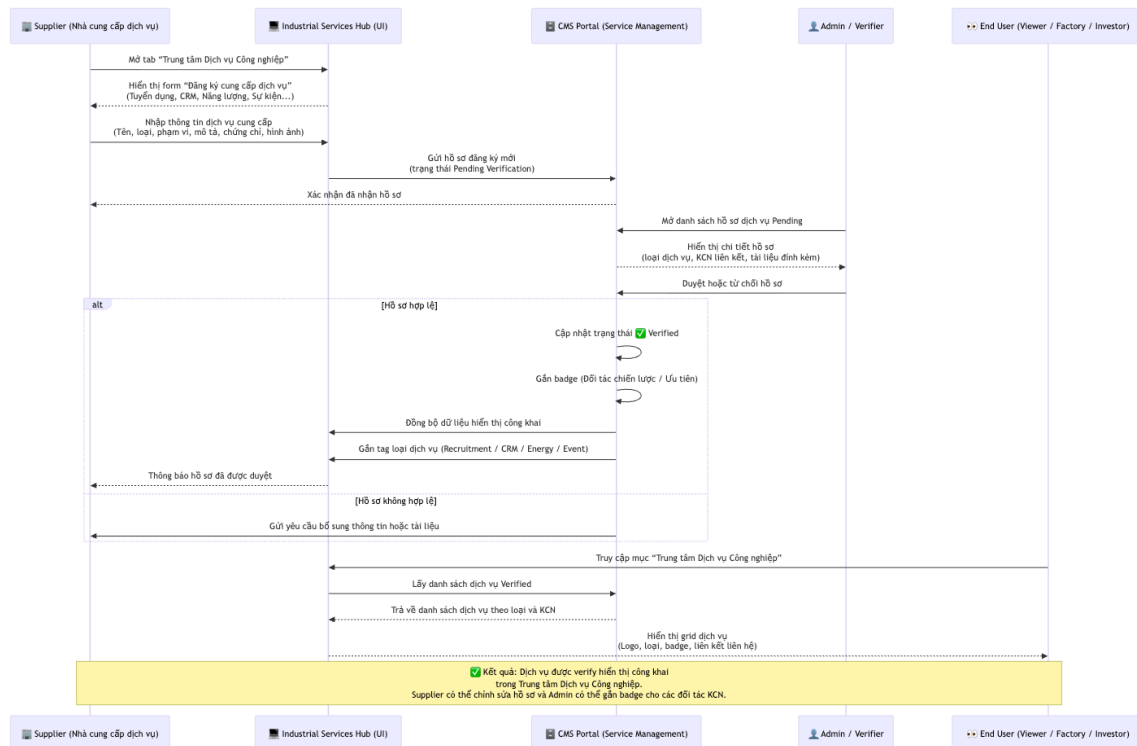 🏢 Supplier (Nhà cung cấp dịch vụ)
💻 Industrial Services Hub (UI)
🗄️ CMS Portal (Service Management)
👤 Admin / Verifier
👀 End User (Viewer / Factory / Investor)
Mở tab “Trung tâm Dịch vụ Công nghiệp”
Hiển thị form “Đăng ký cung cấp dịch vụ”
(Tuyển dụng, CRM, Năng lượng, Sự kiện...)
Nhập thông tin dịch vụ cung cấp
(Tên, loại, phạm vi, mô tả, chứng chỉ, hình ảnh)
Gửi hồ sơ đăng ký mới
(trạng thái Pending Verification)
Xác nhận đã nhận hồ sơ
Mở danh sách hồ sơ dịch vụ Pending
Hiển thị chi tiết hồ sơ
(loại dịch vụ, KCN liên kết, tài liệu đính kèm)
Duyệt hoặc từ chối hồ sơ
alt
[Hồ sơ hợp lệ]
Cập nhật trạng thái ✅ Verified
Gắn badge (Đối tác chiến lược / Ưu tiên)
Đồng bộ dữ liệu hiển thị công khai
Gắn tag loại dịch vụ (Recruitment / CRM / Energy / Event)
Thông báo hồ sơ đã được duyệt
[Hồ sơ không hợp lệ]
Gửi yêu cầu bổ sung thông tin hoặc tài liệu
Truy cập mục “Trung tâm Dịch vụ Công nghiệp”
Lấy danh sách dịch vụ Verified
Trả về danh sách dịch vụ theo loại và KCN
Hiển thị grid dịch vụ
(Logo, loại, badge, liên kết liên hệ)
✅ Kết quả: Dịch vụ được verify hiển thị công khai
trong Trung tâm Dịch vụ Công nghiệp.
Supplier có thể chỉnh sửa hồ sơ và Admin có thể gắn badge cho các đối tác KCN.
🏢 Supplier (Nhà cung cấp dịch vụ)
💻 Industrial Services Hub (UI)
🗄️ CMS Portal (Service Management)
👤 Admin / Verifier
👀 End User (Viewer / Factory / Investor)